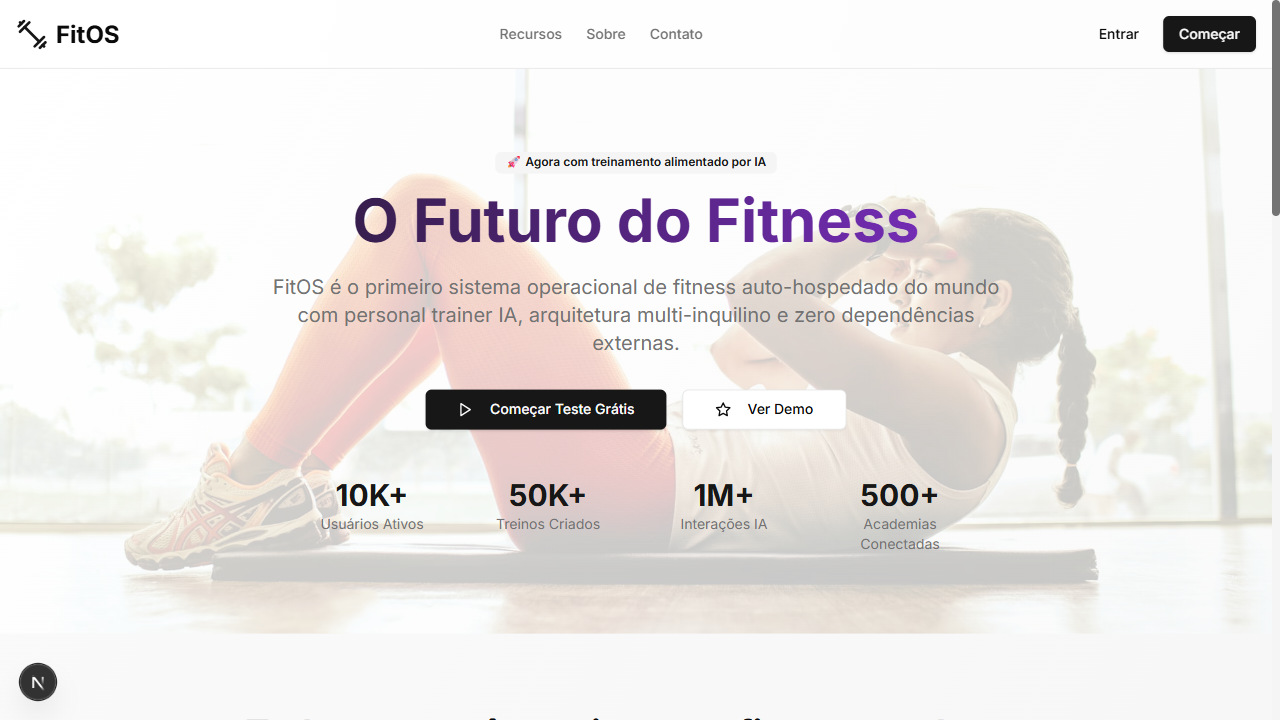 FitOS
Recursos Sobre Contato
Entrar
Começar
🚀 Agora com treinamento alimentado por IA
O Futuro do Fitness
FitOS é o primeiro sistema operacional de fitness auto-hospedado do mundo
com personal trainer IA, arquitetura multi-inquilino e zero dependências
externas.
Começar Teste Grátis
Ver Demo
10K+
Usuários Ativos
50K+
Treinos Criados
1M+
Interações IA
500+
Academias
Conectadas
N